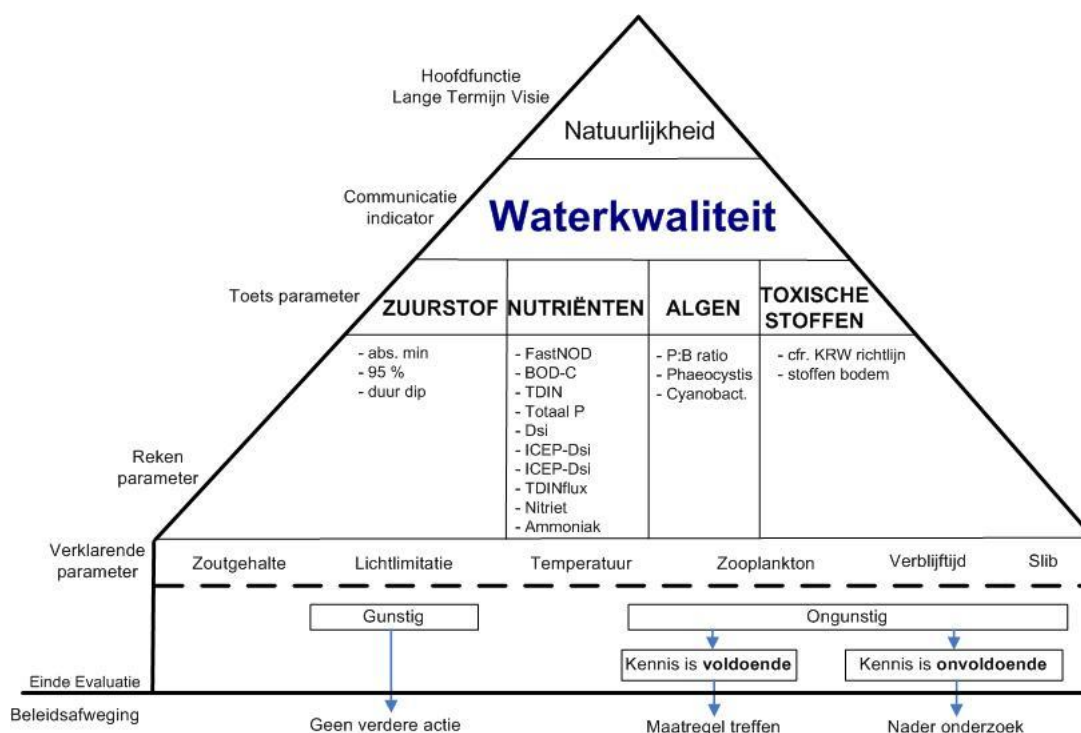 Hoofdfunctie
Lange Termijn Visie
Natuurlijkheid
Communicatie
indicator
Waterkwaliteit
Toets parameter
ZUURSTOF
NUTRIËNTEN
ALGEN
TOXISCHE
STOFFEN
- abs. min
- 95 %
- duur dip
- FastNOD
- BOD-C
- TDIN
- Totaal P
- Dsi
- ICEP-Dsi
- ICEP-Dsi
- TDINflux
- Nitriet
- Ammoniak
- P:B ratio
- Phaeocystis
- Cyanobact.
- cfr. KRW richtlijn
- stoffen bodem
Reken
parameter
Verklarende
parameter
Zoutgehalte
Lichtlimitatie
Temperatuur
Zooplankton
Verblijftijd
Slib
Gunstig
Ongunstig
Kennis is voldoende
Kennis is onvoldoende
Einde Evaluatie
Beleidsafweging
Geen verdere actie
Maatregel treffen
Nader onderzoek